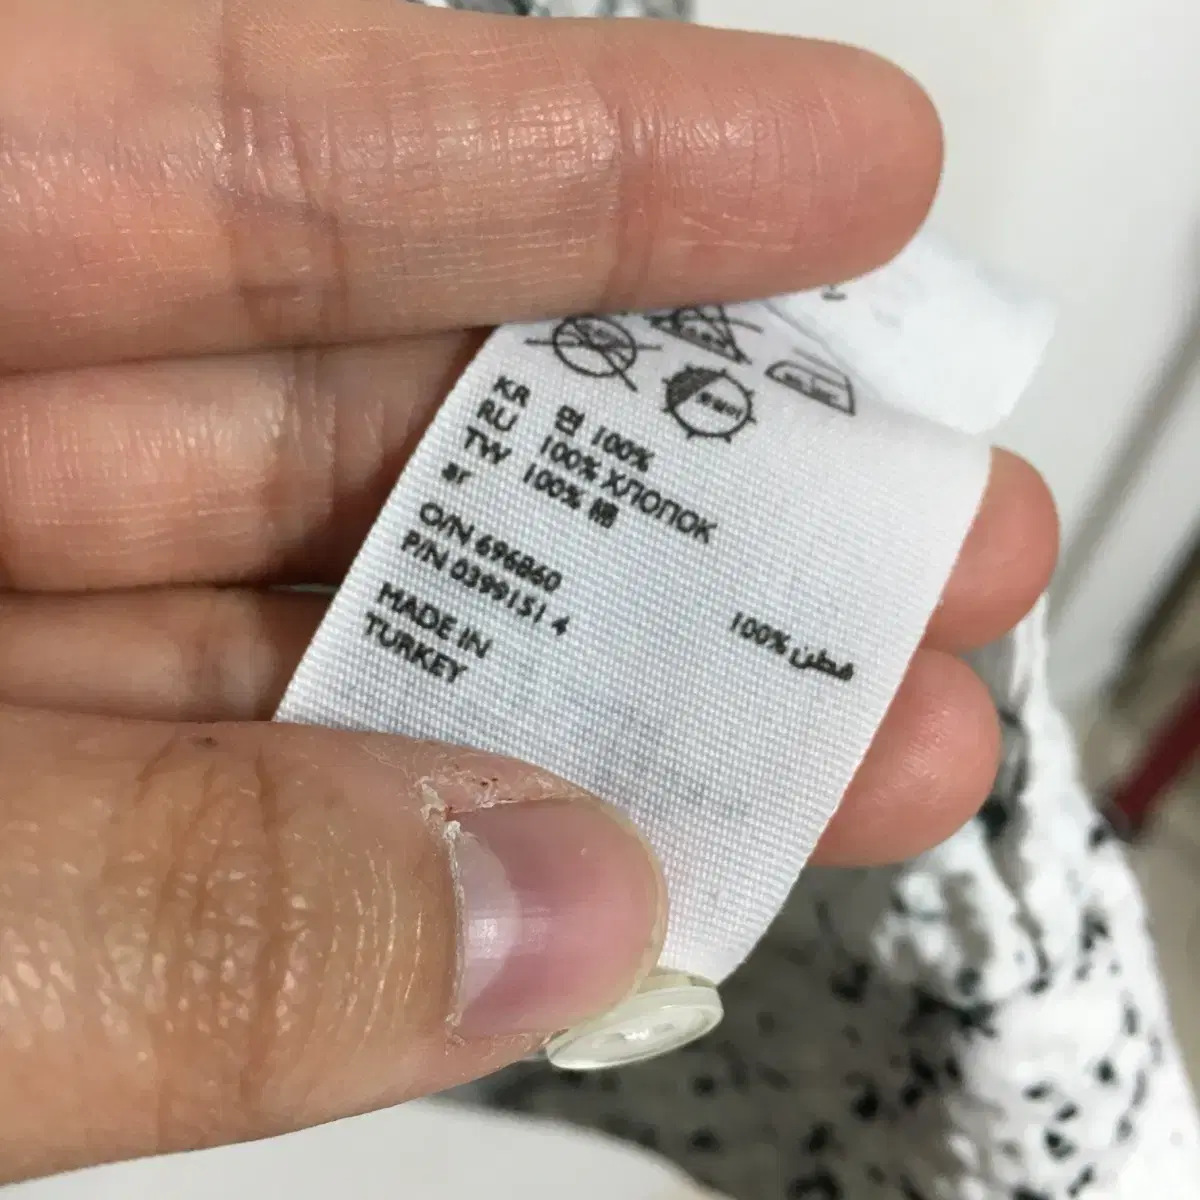 KR 면 100%
RU 100% ХЛОПОК
TW 100% 棉
ar 100% قطن
O/N 696860
P/N 0399151 4
MADE IN
TURKEY